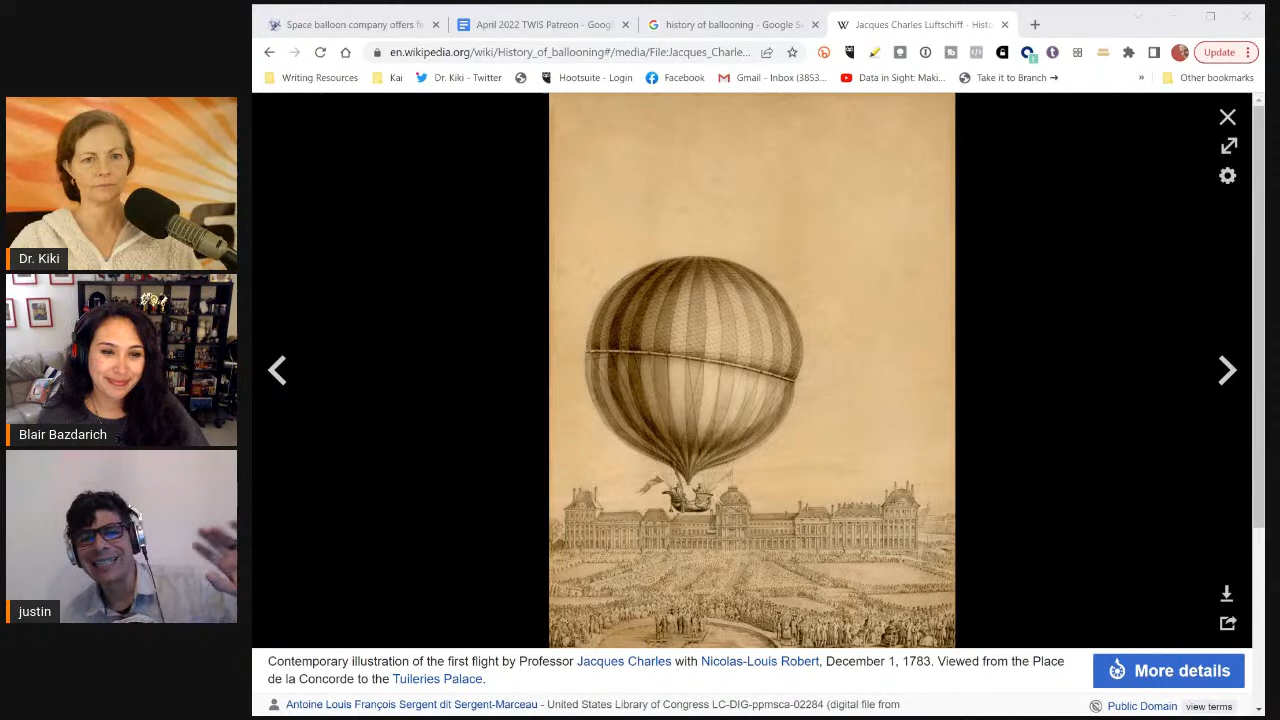 Space balloon company offers fi
April 2022 TWIS Patreon - Googl
history of ballooning - Google Se
Jacques Charles Luftschiff - Histo
Update
en.wikipedia.org/wiki/History_of_ballooning#/media/File:Jacques_Charle...
Writing Resources
Kai
Dr. Kiki - Twitter
Hootsuite - Login
Facebook
Gmail - Inbox (3853...
Data in Sight: Maki...
Take it to Branch →
»
Other bookmarks
Dr. Kiki
Blair Bazdarich
justin
Contemporary illustration of the first flight by Professor Jacques Charles with Nicolas-Louis Robert, December 1, 1783. Viewed from the Place
de la Concorde to the Tuileries Palace.
More details
Antoine Louis François Sergent dit Sergent-Marceau - United States Library of Congress LC-DIG-ppmsca-02284 (digital file from
Public Domain
view terms